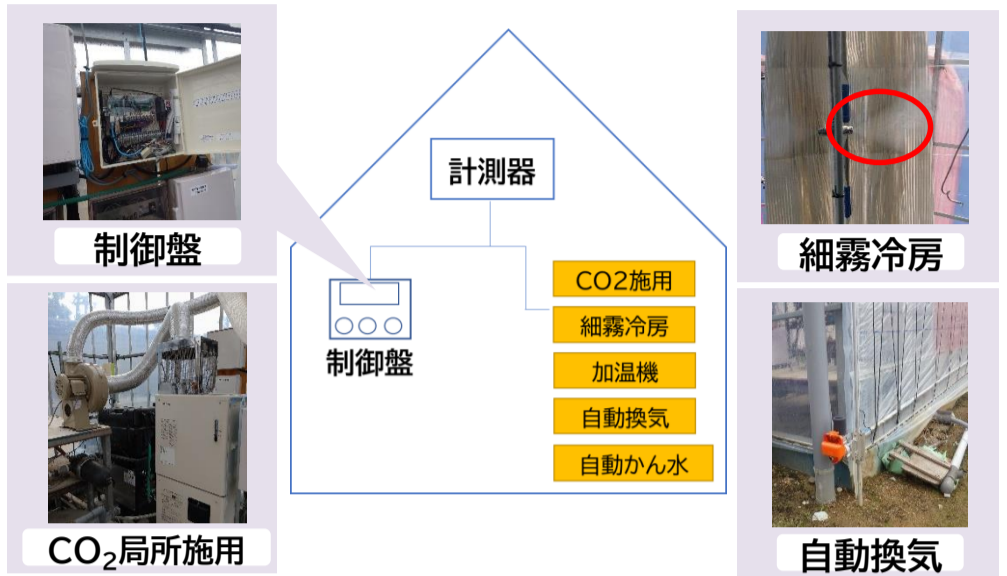 制御盤
CO₂局所施用
計測器
制御盤
CO2施用
細霧冷房
加温機
自動換気
自動かん水
細霧冷房
自動換気